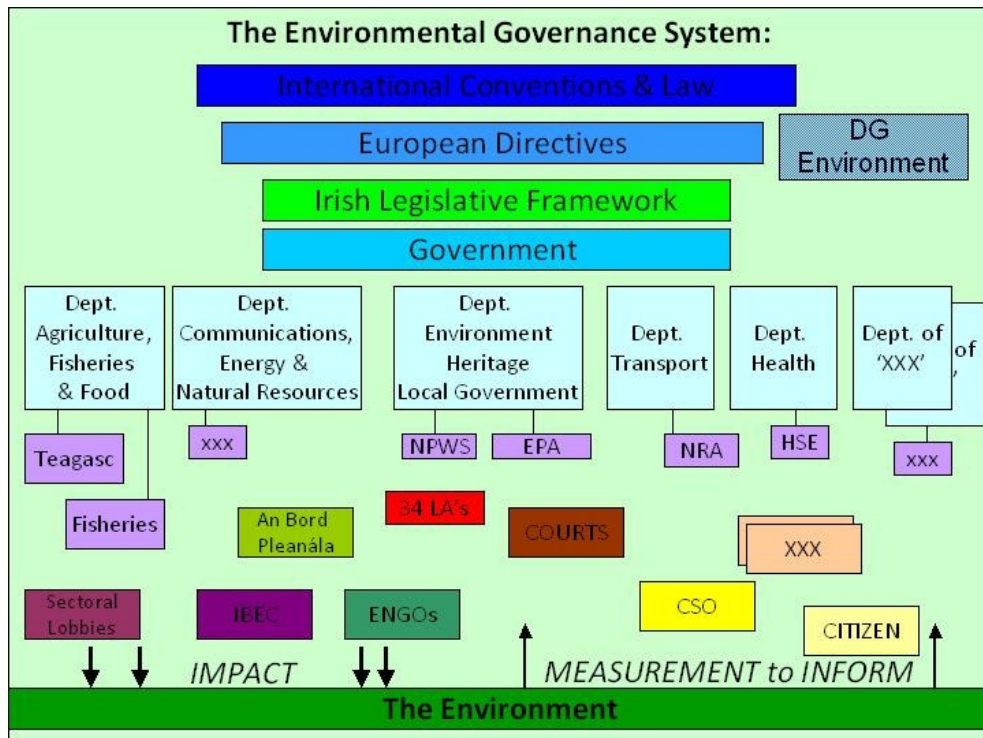 The Environmental Governance System:
International Conventions & Law
European Directives
DG
Environment
Irish Legislative Framework
Government
Dept.
Agriculture,
Fisheries
& Food
Dept.
Communications,
Energy &
Natural Resources
Dept.
Environment
Heritage
Local Government
Dept.
Transport
Dept.
Health
Dept. of
‘XXX’
of
’
Teagasc
xxx
NPWS
EPA
NRA
HSE
xxx
Fisheries
An Bord
Pleanála
34 LA's
COURTS
XXX
Sectoral
Lobbies
IBEC
ENGOs
CSO
CITIZEN
IMPACT
MEASUREMENT to INFORM
The Environment